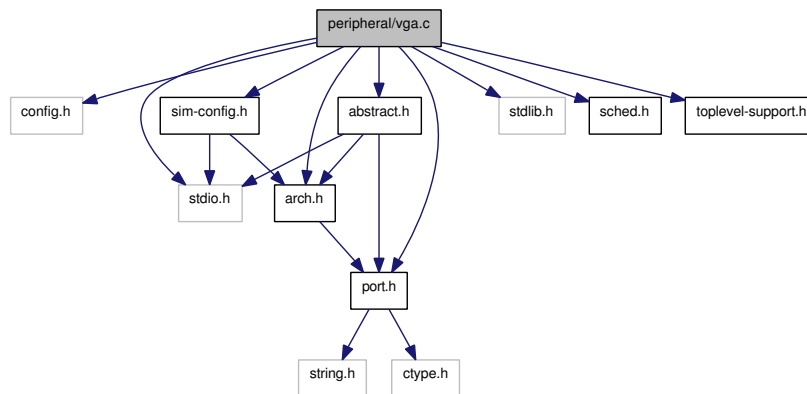 peripheral/vga.c
config.h
sim-config.h
abstract.h
stdlib.h
sched.h
toplevel-support.h
stdio.h
arch.h
port.h
string.h
ctype.h